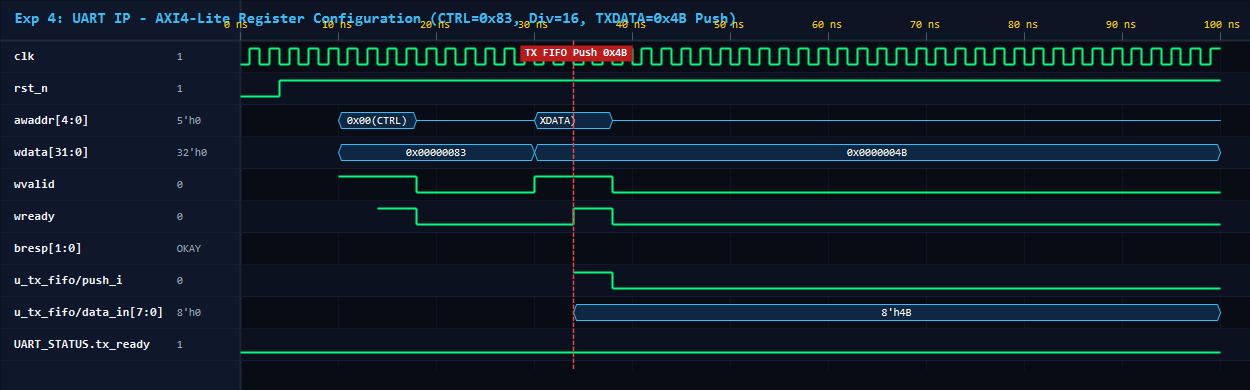 Exp 4: UART IP - AXI4-Lite Register Configuration (CTRL=0x83, Div=16, TXDATA=0x4B Push)
0 ns 10 ns 20 ns 30 ns 40 ns 50 ns 60 ns 70 ns 80 ns 90 ns 100 ns
clk 1 TX FIFO Push 0x4B
rst_n 1
awaddr[4:0] 5'h0 0x00(CTRL) XDATA)
wdata[31:0] 32'h0 0x00000083 0x0000004B
wvalid 0
wready 0
bresp[1:0] OKAY
u_tx_fifo/push_i 0
u_tx_fifo/data_in[7:0] 8'h0 8'h4B
UART_STATUS.tx_ready 1